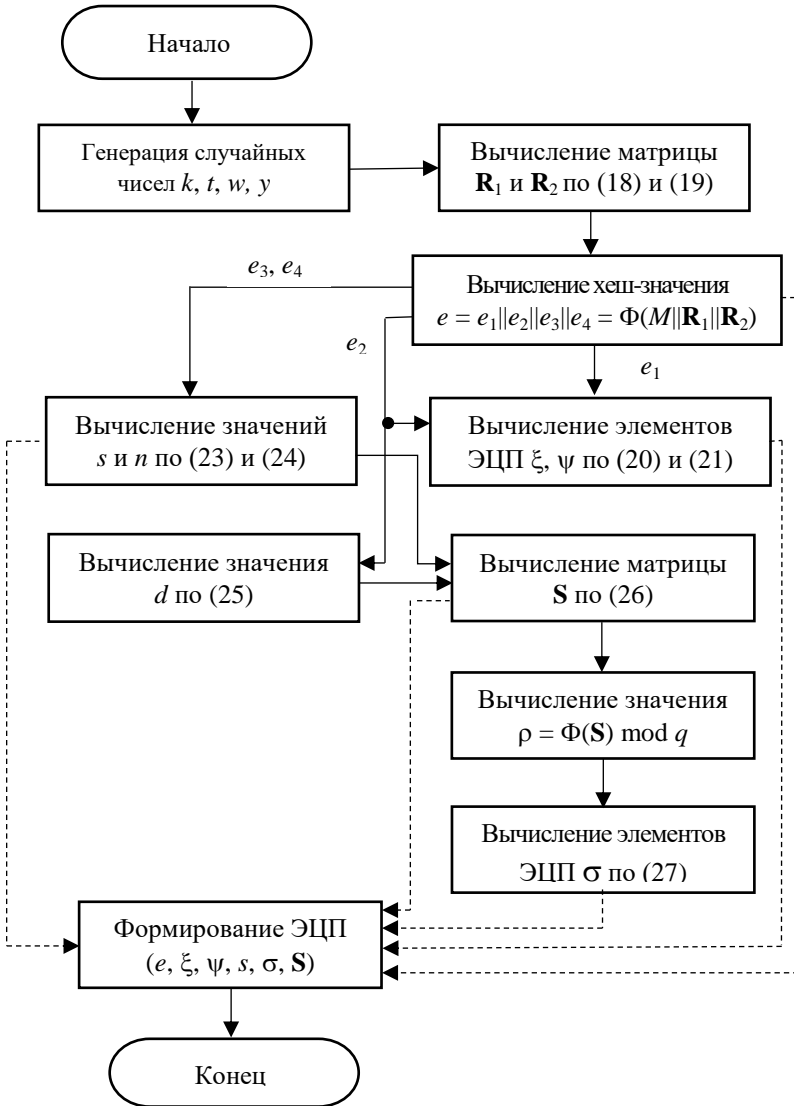 Начало
Генерация случайных
чисел k, t, w, y
Вычисление матрицы
R₁ и R₂ по (18) и (19)
e₃, e₄
Вычисление хеш-значения
e = e₁||e₂||e₃||e₄ = Φ(M||R₁||R₂)
e₂
e₁
Вычисление значений
s и n по (23) и (24)
Вычисление элементов
ЭЦП ξ, ψ по (20) и (21)
Вычисление значения
d по (25)
Вычисление матрицы
S по (26)
Вычисление значения
ρ = Φ(S) mod q
Вычисление элементов
ЭЦП σ по (27)
Формирование ЭЦП
(e, ξ, ψ, s, σ, S)
Конец